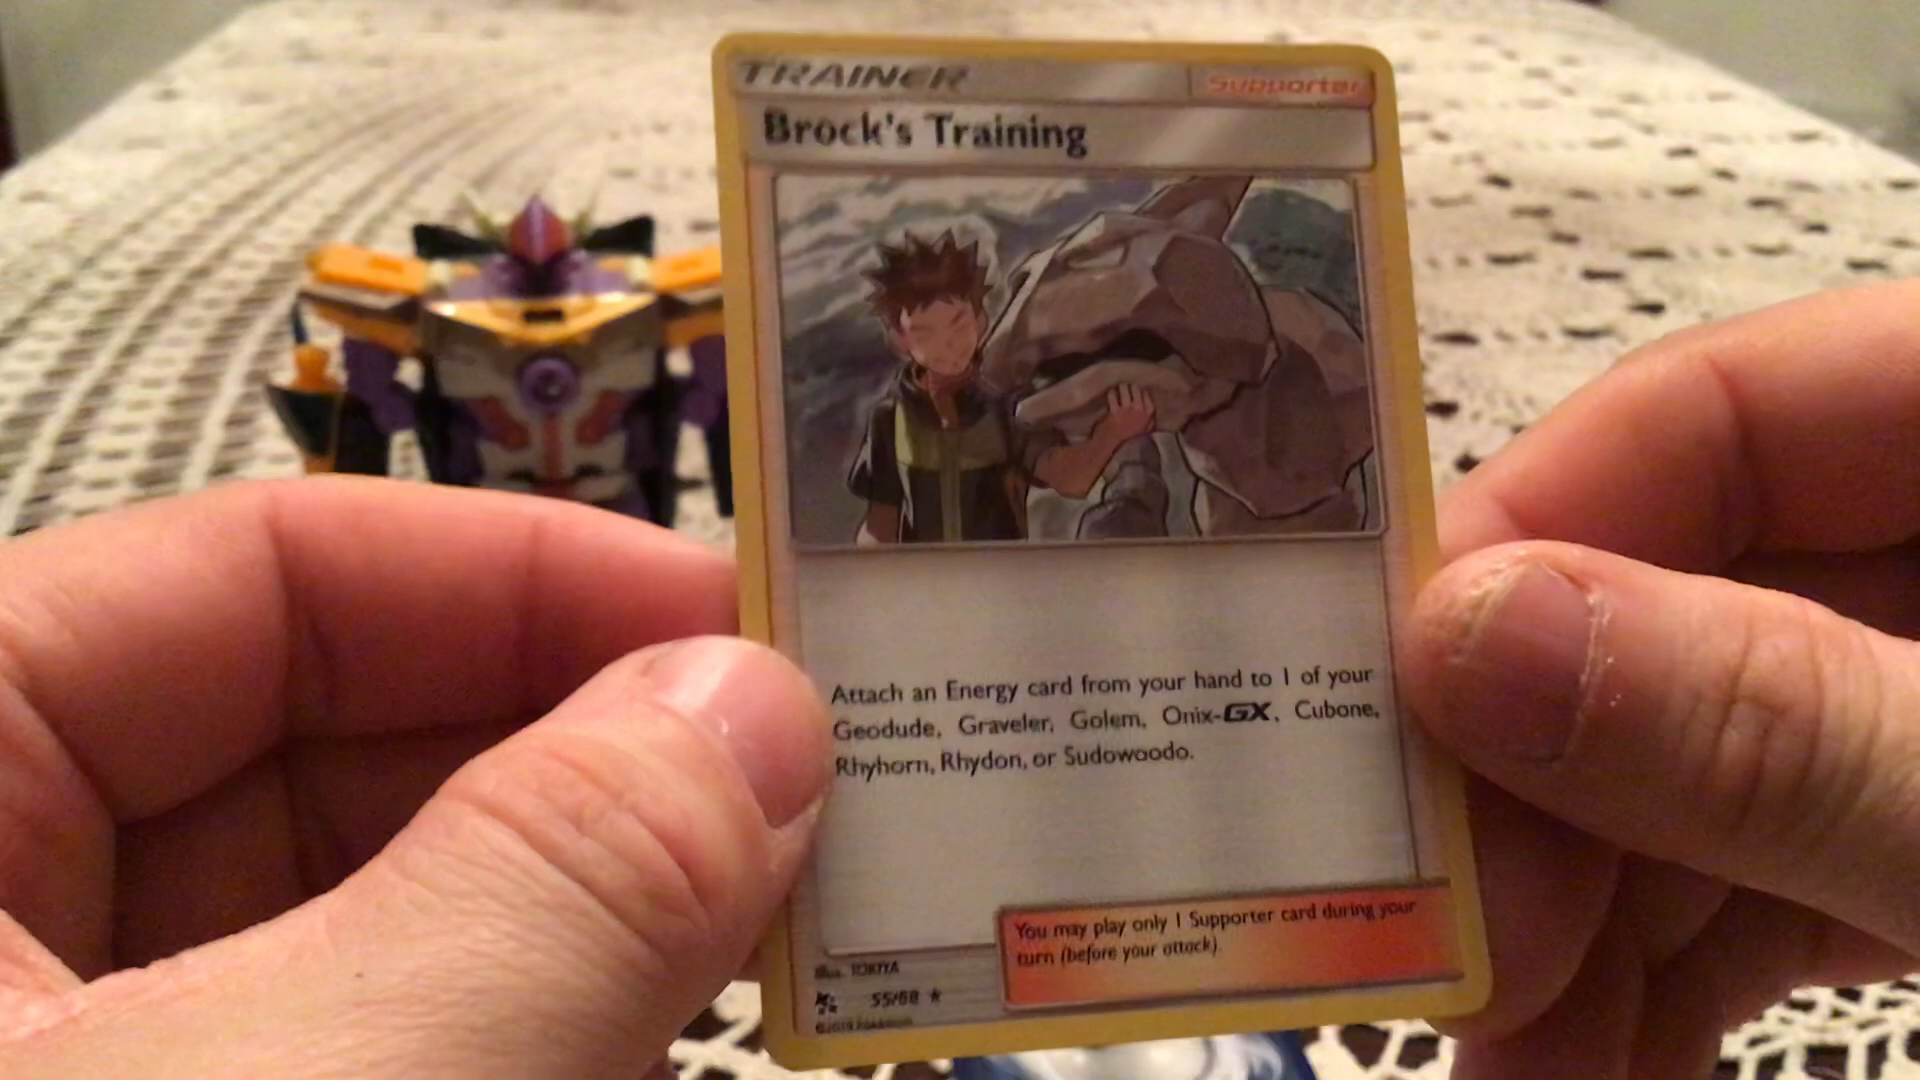 TRAINER
Supporter
Brock's Training
Attach an Energy card from your hand to 1 of your
Geodude, Graveler, Golem, Onix-GX, Cubone,
Rhyhorn, Rhydon, or Sudowoodo.
You may play only 1 Supporter card during your
turn (before your attack).
Illus. TOKIYA
55/68
©2019